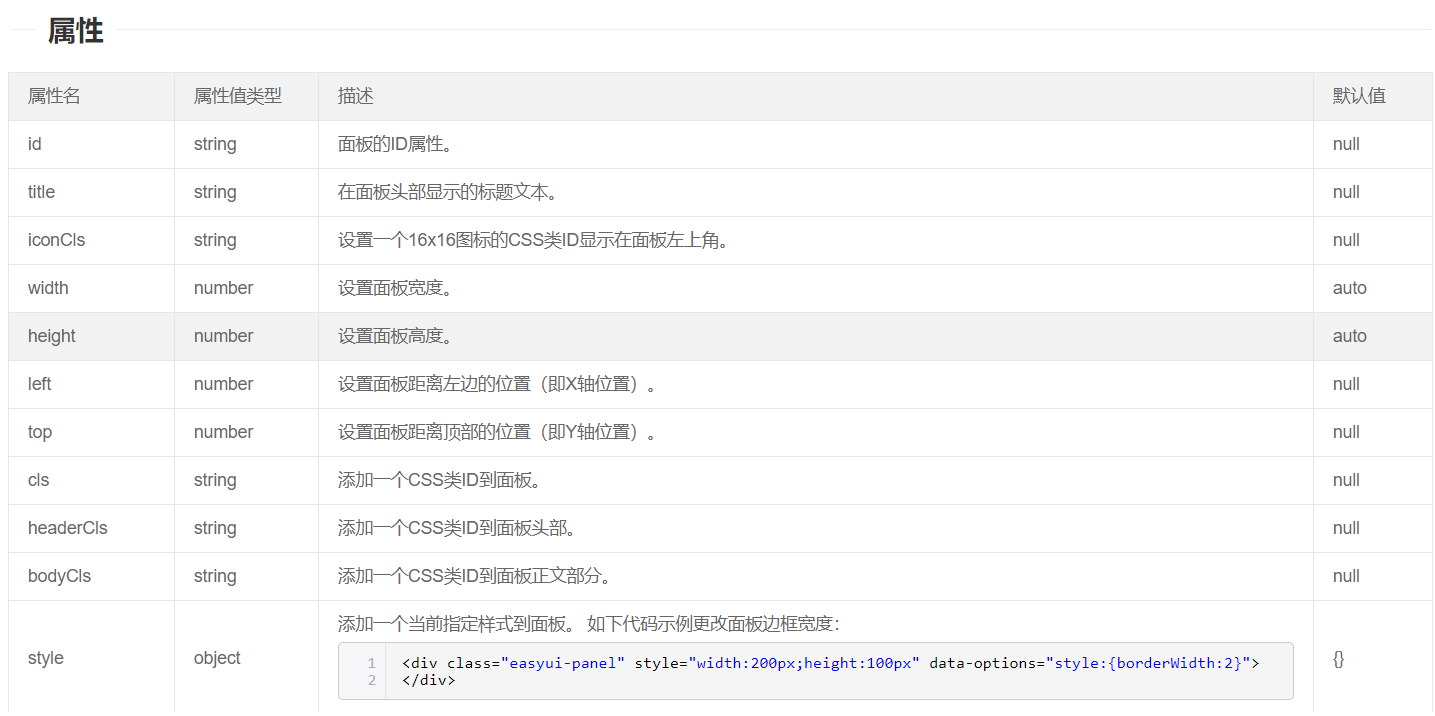 属性
属性名 属性值类型 描述 默认值
id string 面板的ID属性。 null
title string 在面板头部显示的标题文本。 null
iconCls string 设置一个16x16图标的CSS类ID显示在面板左上角。 null
width number 设置面板宽度。 auto
height number 设置面板高度。 auto
left number 设置面板距离左边的位置（即X轴位置）。 null
top number 设置面板距离顶部的位置（即Y轴位置）。 null
cls string 添加一个CSS类ID到面板。 null
headerCls string 添加一个CSS类ID到面板头部。 null
bodyCls string 添加一个CSS类ID到面板正文部分。 null
添加一个当前指定样式到面板。 如下代码示例更改面板边框宽度：
style object {}
1 <div class="easyui-panel" style="width:200px;height:100px" data-options="style:{borderWidth:2}">
2 </div>